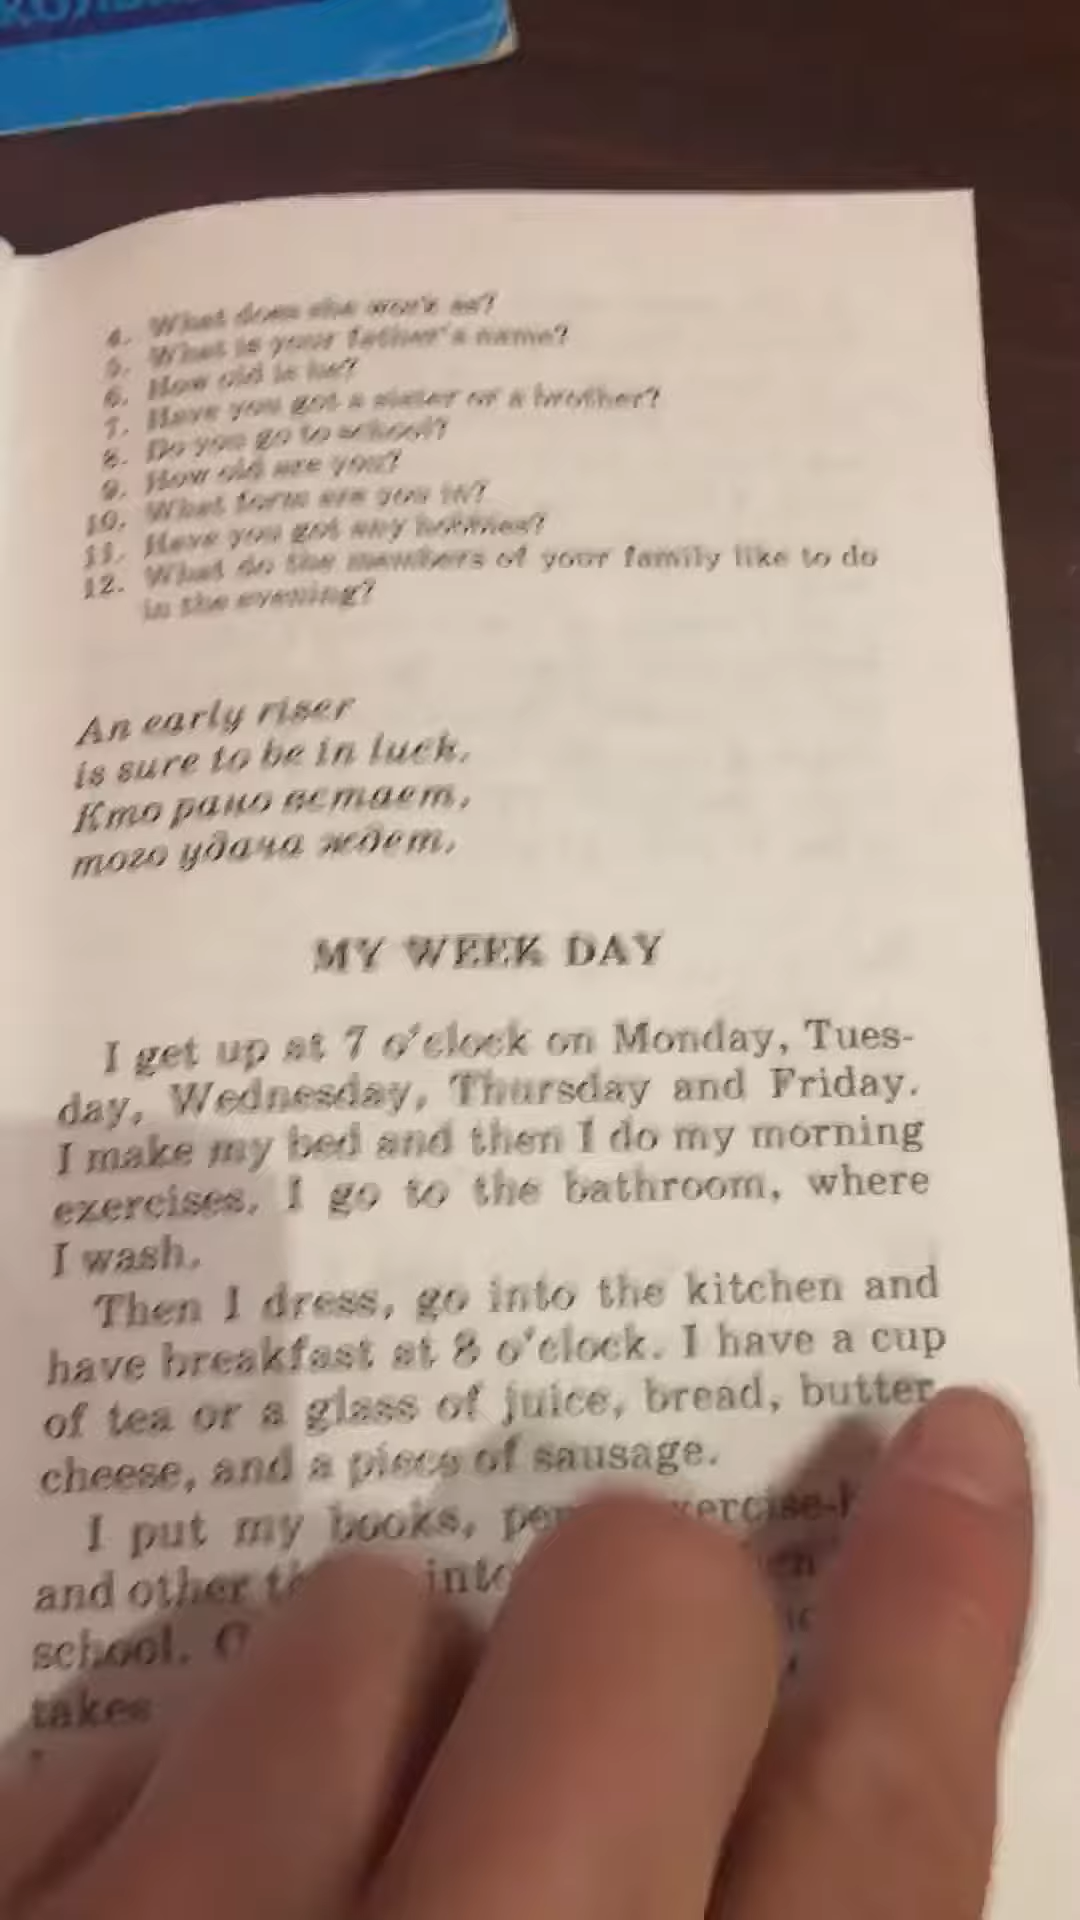 4. What does she work as?
5. What is your father's name?
6. How old is he?
7. Have you got a sister or a brother?
8. Do you go to school?
9. How old are you?
10. What form are you in?
11. Have you got any hobbies?
12. What do the members of your family like to do
in the evening?
An early riser
is sure to be in luck.
Кто рано встает,
того удача ждет.
MY WEEK DAY
I get up at 7 o'clock on Monday, Tues-
day, Wednesday, Thursday and Friday.
I make my bed and then I do my morning
exercises. I go to the bathroom, where
I wash.
Then I dress, go into the kitchen and
have breakfast at 8 o'clock. I have a cup
of tea or a glass of juice, bread, butter
cheese, and a piece of sausage.
I put my books,
and other into
school.
takes